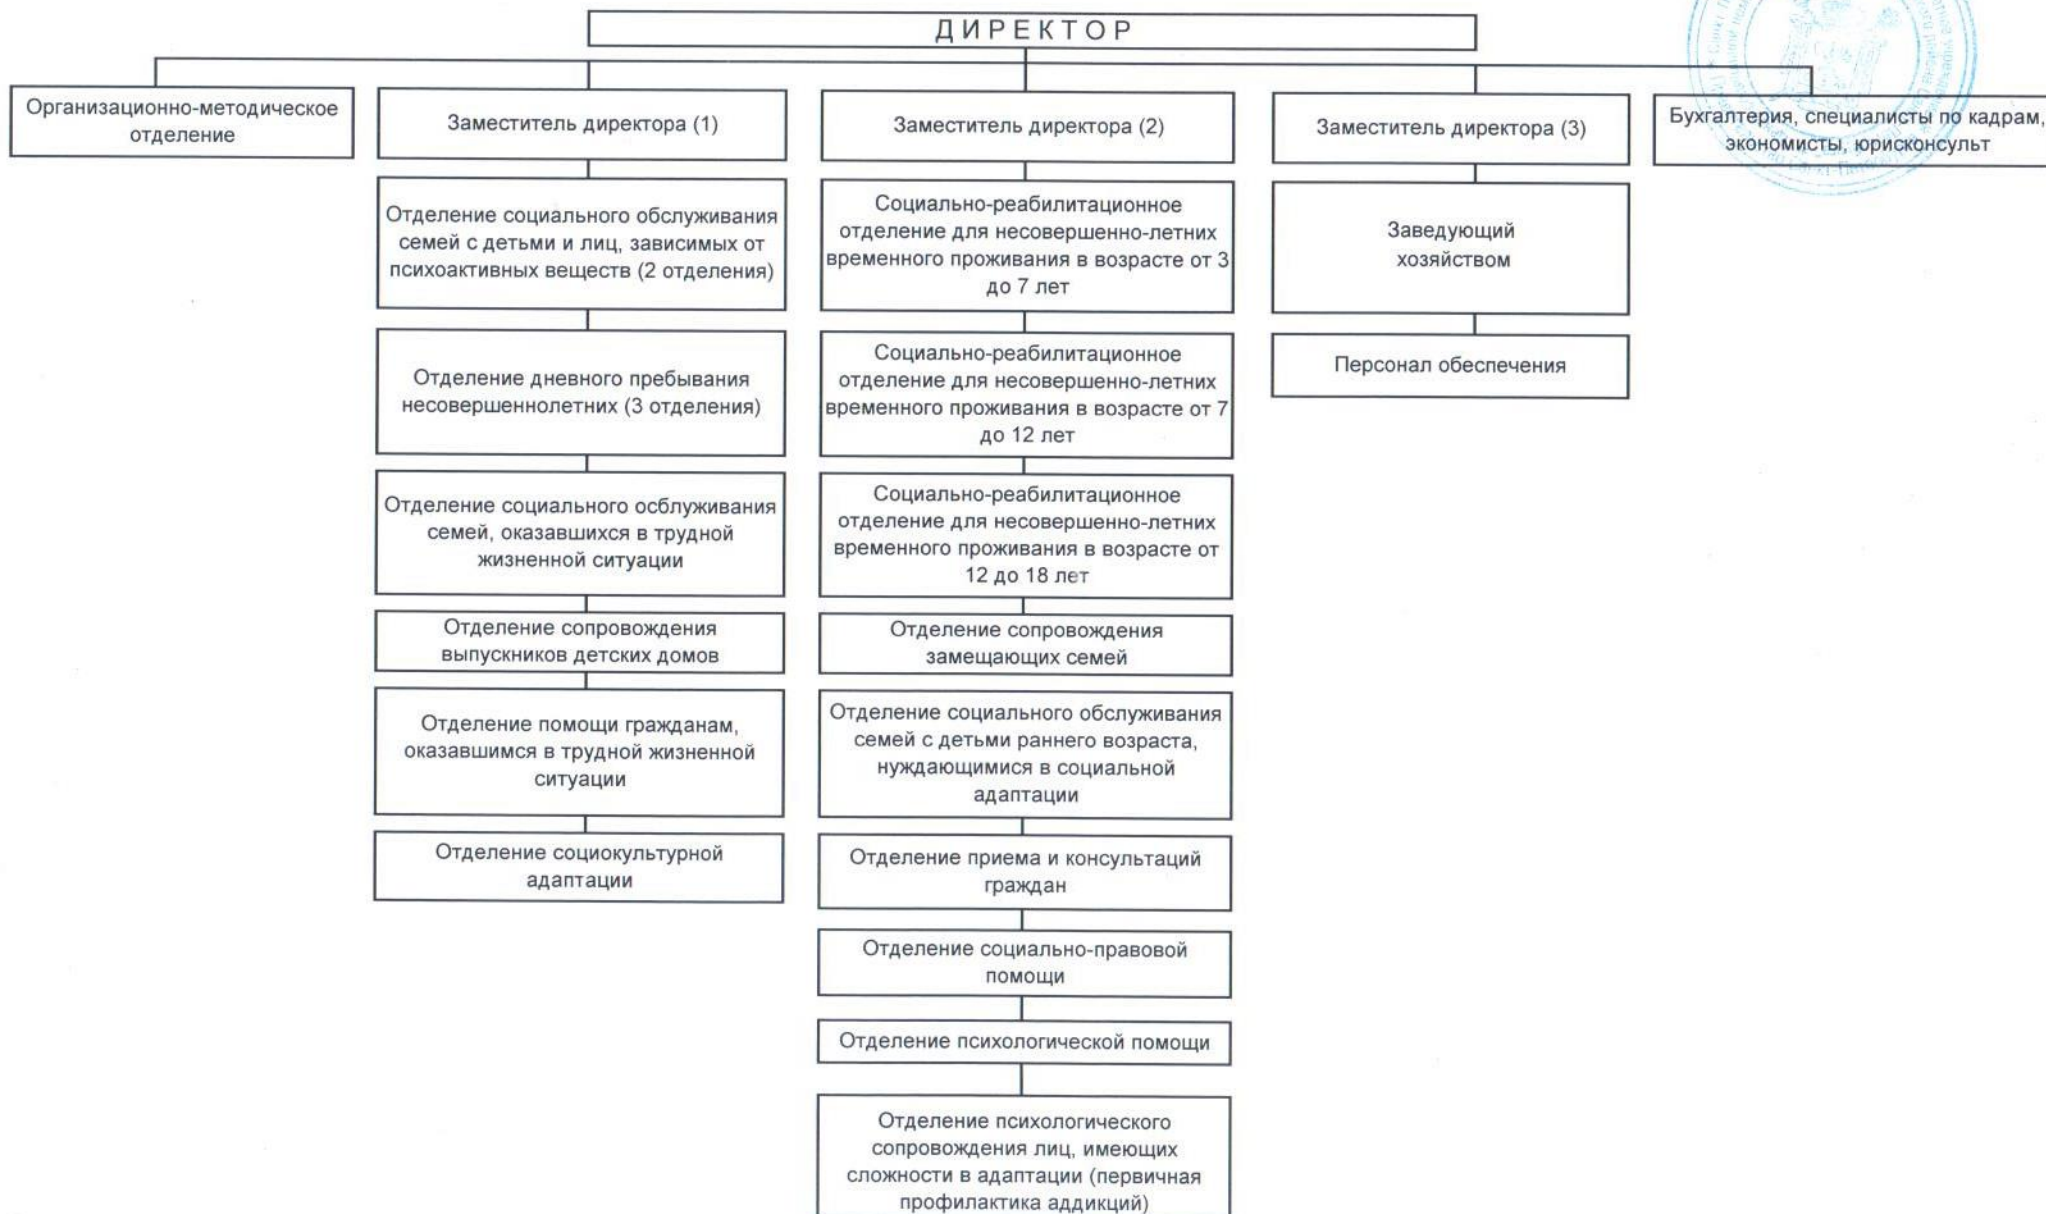 ДИРЕКТОР
Организационно-методическое
отделение
Заместитель директора (1)
Заместитель директора (2)
Заместитель директора (3)
Бухгалтерия, специалисты по кадрам,
экономисты, юрисконсульт
Отделение социального обслуживания
семей с детьми и лиц, зависимых от
психоактивных веществ (2 отделения)
Отделение дневного пребывания
несовершеннолетних (3 отделения)
Отделение социального осблуживания
семей, оказавшихся в трудной
жизненной ситуации
Отделение сопровождения
выпускников детских домов
Отделение помощи гражданам,
оказавшимся в трудной жизненной
ситуации
Отделение социокультурной
адаптации
Социально-реабилитационное
отделение для несовершенно-летних
временного проживания в возрасте от 3
до 7 лет
Социально-реабилитационное
отделение для несовершенно-летних
временного проживания в возрасте от 7
до 12 лет
Социально-реабилитационное
отделение для несовершенно-летних
временного проживания в возрасте от
12 до 18 лет
Отделение сопровождения
замещающих семей
Отделение социального обслуживания
семей с детьми раннего возраста,
нуждающимися в социальной
адаптации
Отделение приема и консультаций
граждан
Отделение социально-правовой
помощи
Отделение психологической помощи
Отделение психологического
сопровождения лиц, имеющих
сложности в адаптации (первичная
профилактика аддикций)
Заведующий
хозяйством
Персонал обеспечения